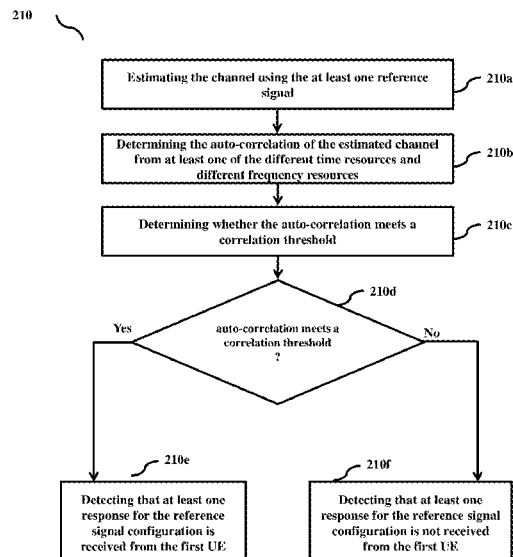 210
Estimating the channel using the at least one reference
signal
210a
Determining the auto-correlation of the estimated channel
from at least one of the different time resources and
different frequency resources
210b
Determining whether the auto-correlation meets a
correlation threshold
210c
210d
Yes
auto-correlation meets a
correlation threshold
?
No
210e
210f
Detecting that at least one
response for the reference
signal configuration is
received from the first UE
Detecting that at least one
response for the reference signal
configuration is not received
from the first UE